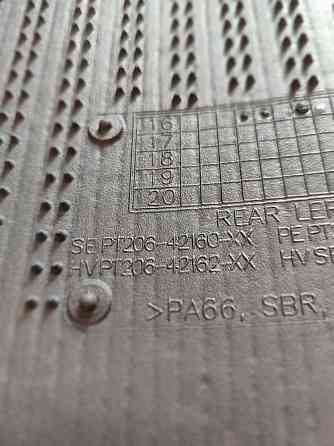 16
17
18
19
20
REAR LEF
SE PT206-42160-XX PE PT
HV PT206-42162-XX HV SE
>PA66, SBR,